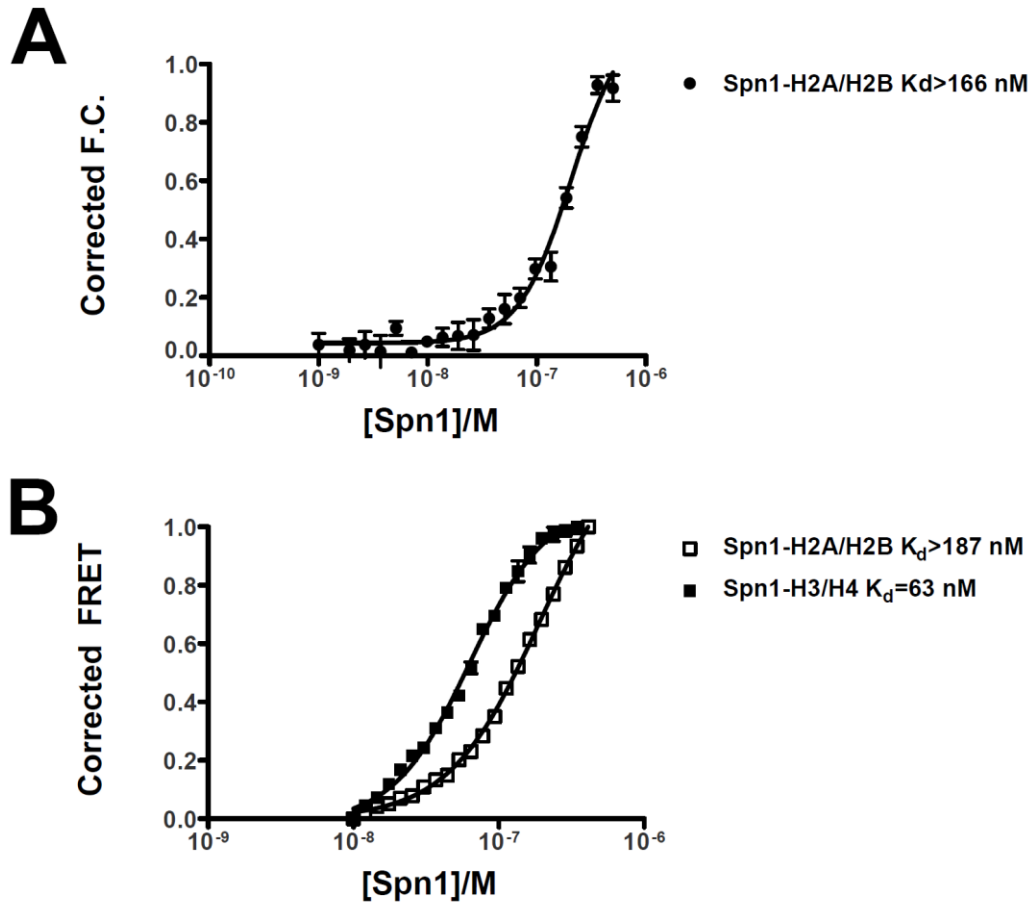 A
Corrected F.C.
1.0
0.8
0.6
0.4
0.2
0.0
10-10
10-9
10-8
10-7
10-6
[Spn1]/M
Spn1-H2A/H2B Kd>166 nM
B
Corrected FRET
1.0
0.8
0.6
0.4
0.2
0.0
10-9
10-8
10-7
10-6
[Spn1]/M
Spn1-H2A/H2B Kd>187 nM
Spn1-H3/H4 Kd=63 nM